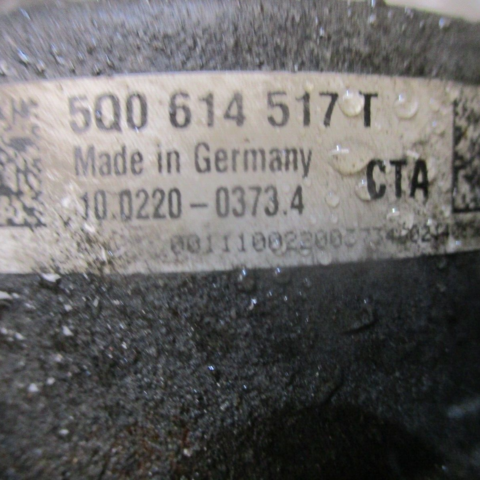 5Q0 614 517 T
Made in Germany
CTA
10.0220-0373.4